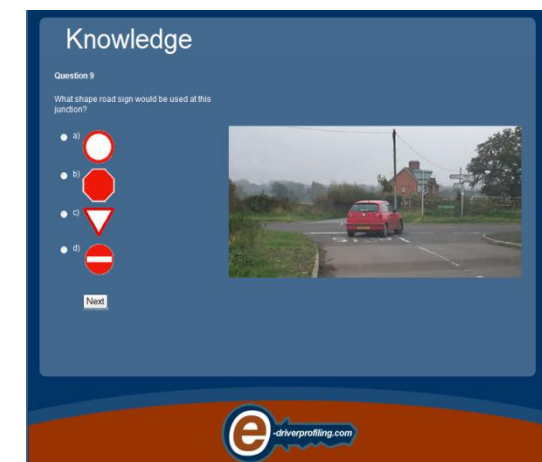 Knowledge
Question 9
What shape road sign would be used at this
junction?
a)
b)
c)
d)
Next
e-driverprofiling.com